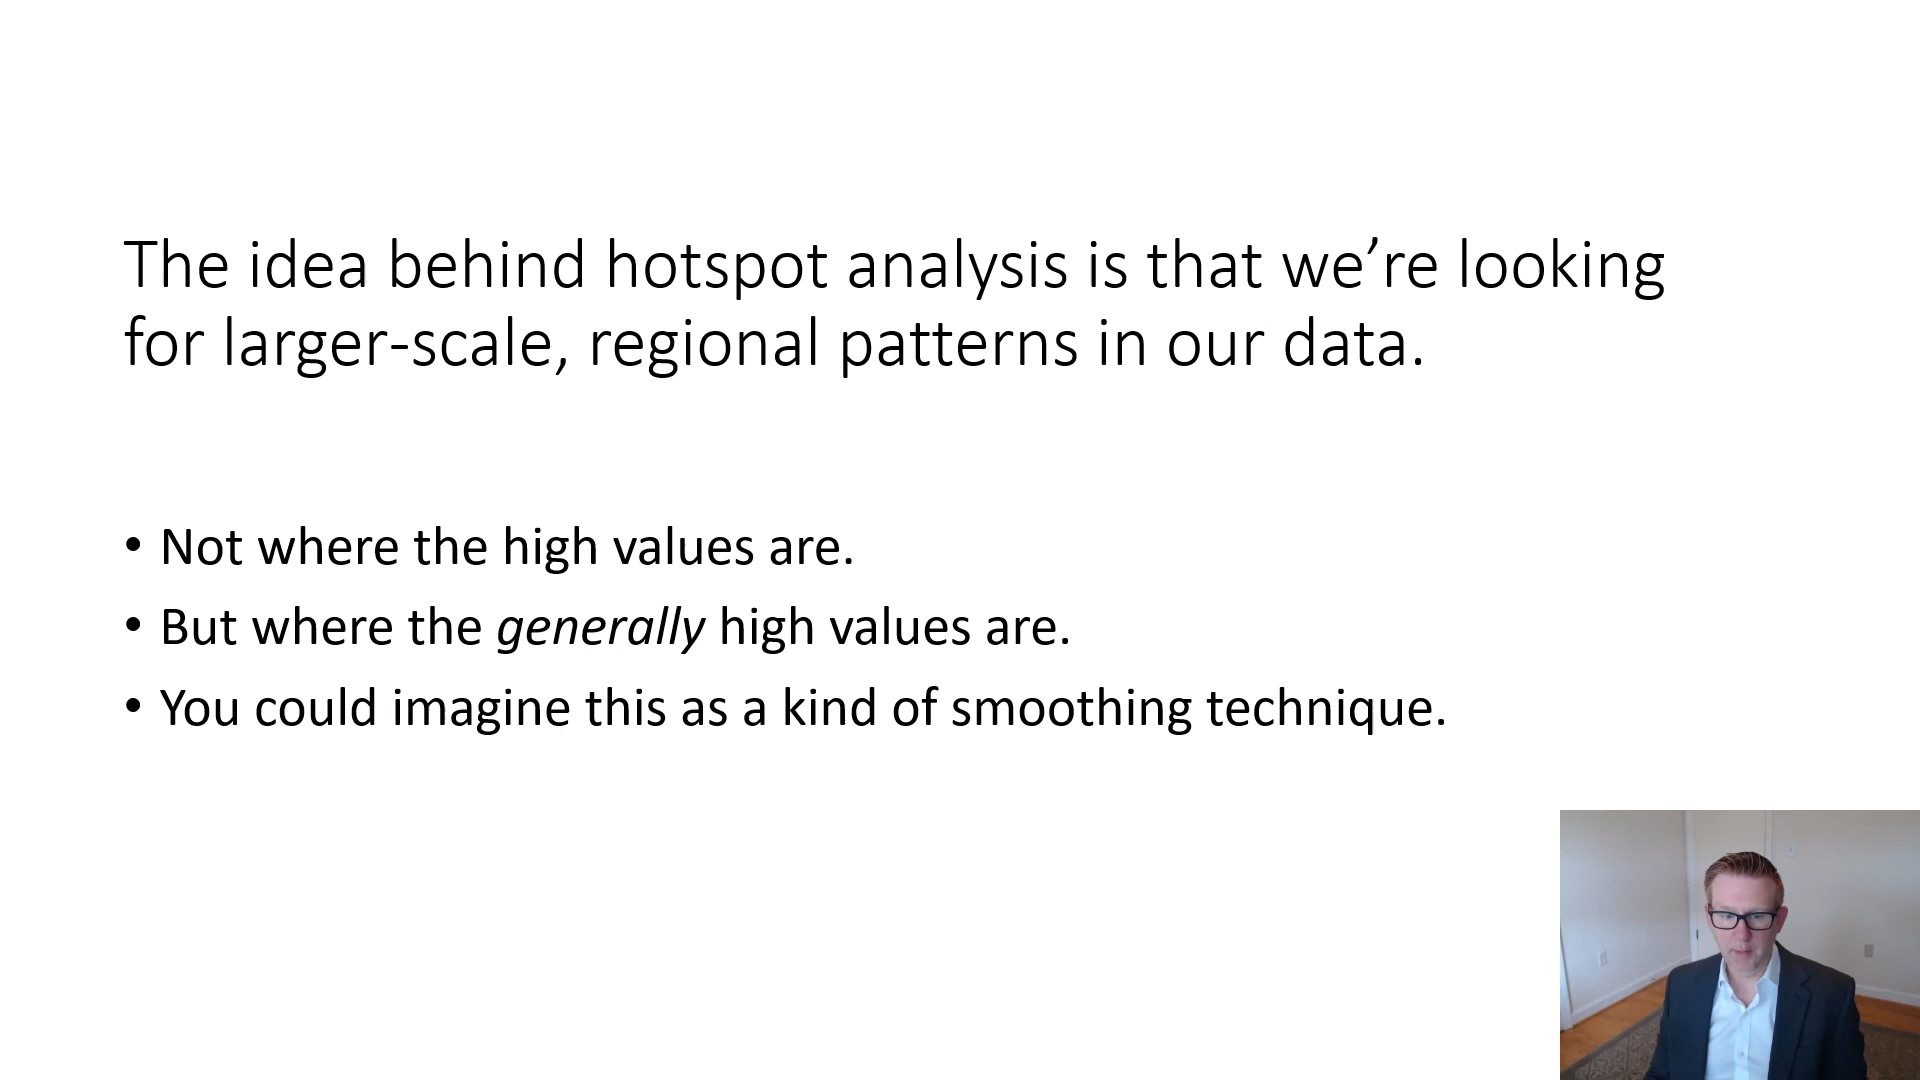 The idea behind hotspot analysis is that we’re looking
for larger-scale, regional patterns in our data.
• Not where the high values are.
• But where the generally high values are.
• You could imagine this as a kind of smoothing technique.